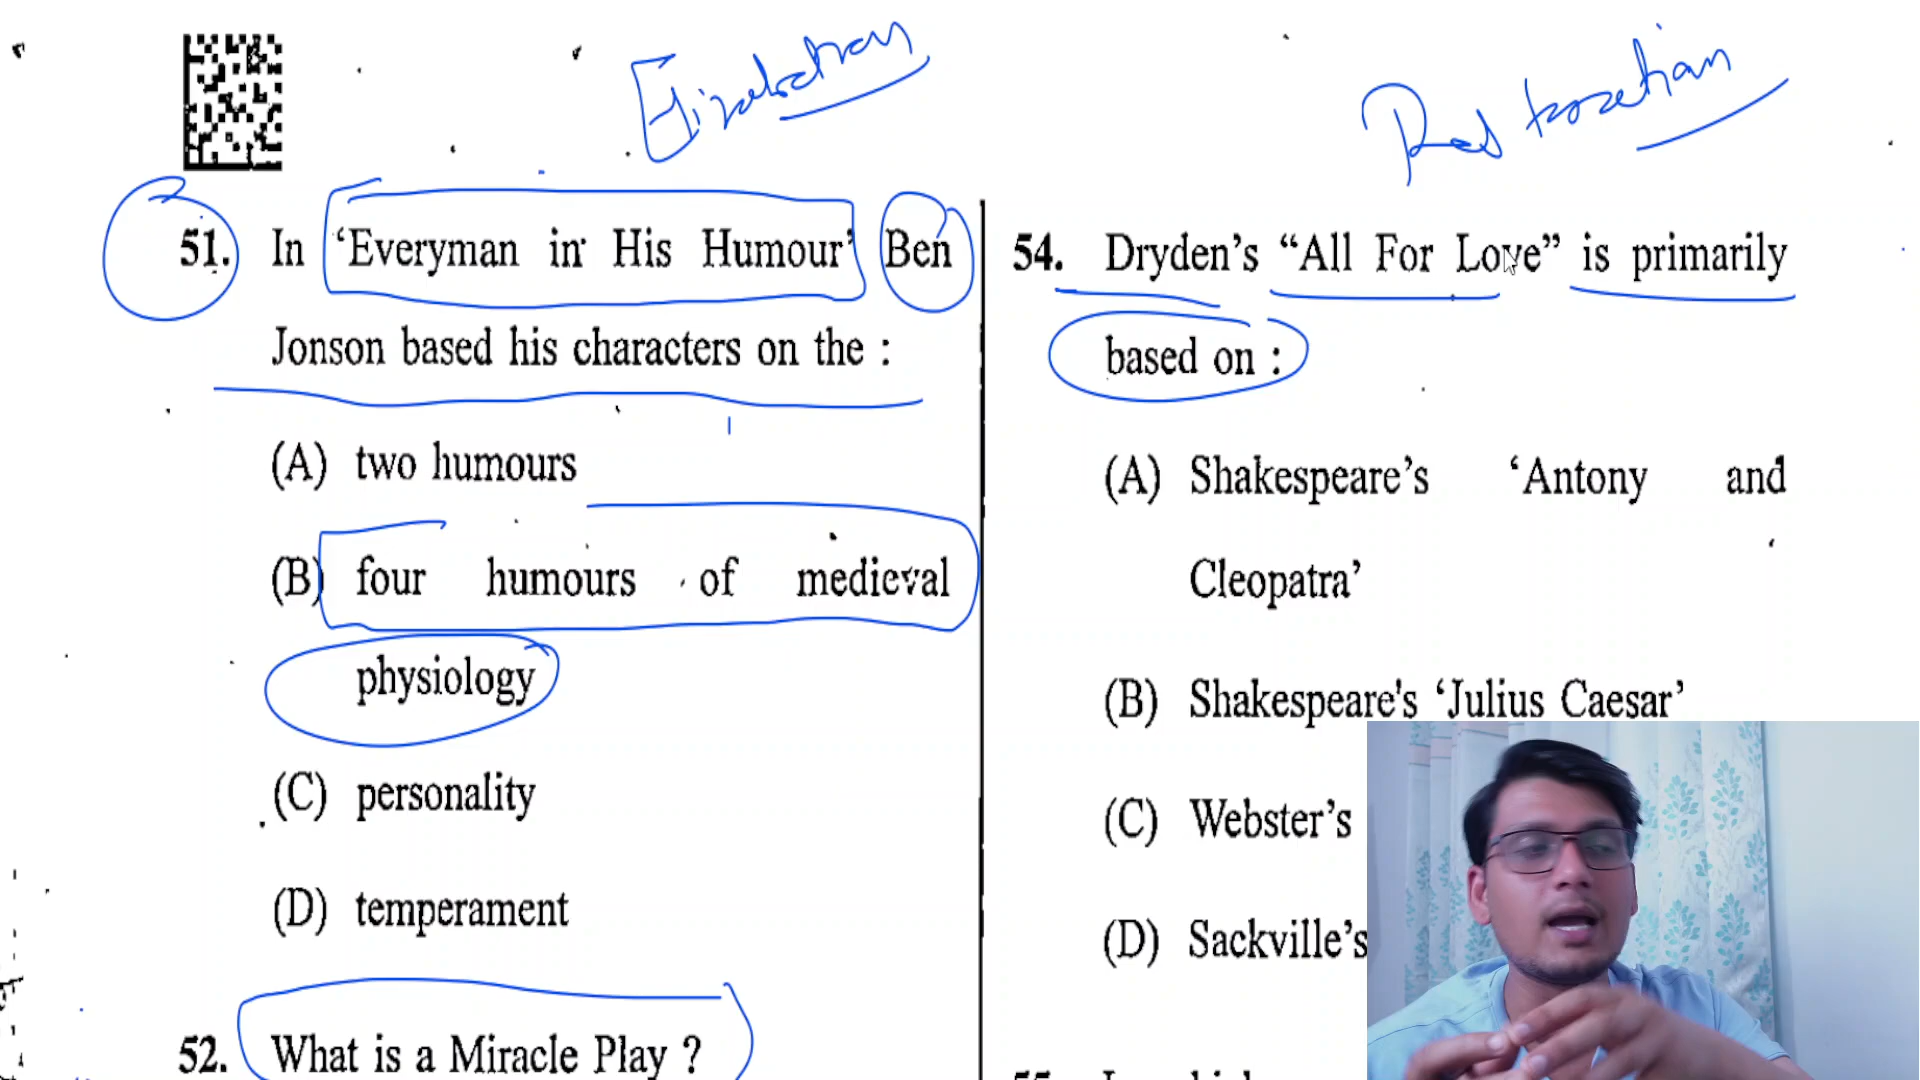 Elizabethan
Restoration
51. In ‘Everyman in His Humour’ Ben
Jonson based his characters on the :
(A) two humours
(B) four humours of medieval
physiology
(C) personality
(D) temperament
52. What is a Miracle Play ?
54. Dryden’s “All For Love” is primarily
based on :
(A) Shakespeare’s ‘Antony and
Cleopatra’
(B) Shakespeare's ‘Julius Caesar’
(C) Webster’s
(D) Sackville’s